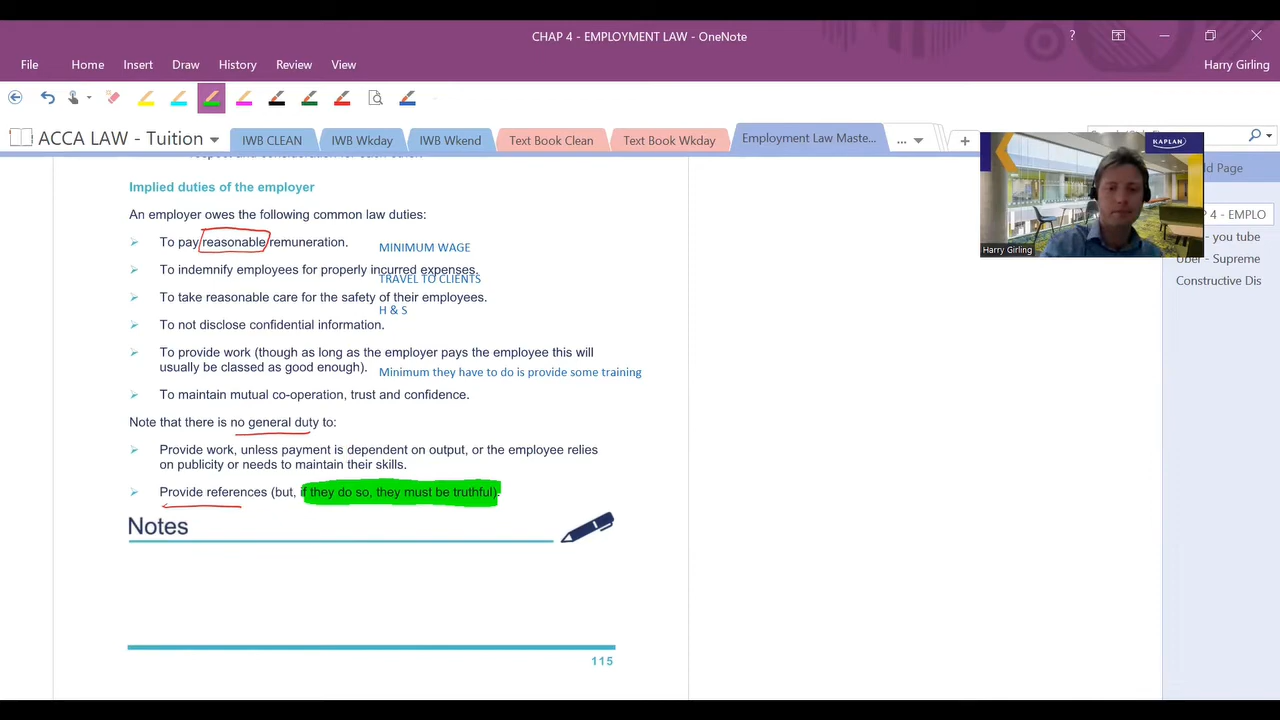 CHAP 4 - EMPLOYMENT LAW - OneNote
?
File Home Insert Draw History Review View
Harry Girling
ACCA LAW - Tuition
IWB CLEAN
IWB Wkday
IWB Wkend
Text Book Clean
Text Book Wkday
Employment Law Maste...
...
KAPLAN
Harry Girling
d Page
P 4 - EMPLO
- you tube
Uber - Supreme
Constructive Dis
Implied duties of the employer
An employer owes the following common law duties:
To pay reasonable remuneration.
MINIMUM WAGE
To indemnify employees for properly incurred expenses.
TRAVEL TO CLIENTS
To take reasonable care for the safety of their employees.
H & S
To not disclose confidential information.
To provide work (though as long as the employer pays the employee this will
usually be classed as good enough).
Minimum they have to do is provide some training
To maintain mutual co-operation, trust and confidence.
Note that there is no general duty to:
Provide work, unless payment is dependent on output, or the employee relies
on publicity or needs to maintain their skills.
Provide references (but, if they do so, they must be truthful).
Notes
115